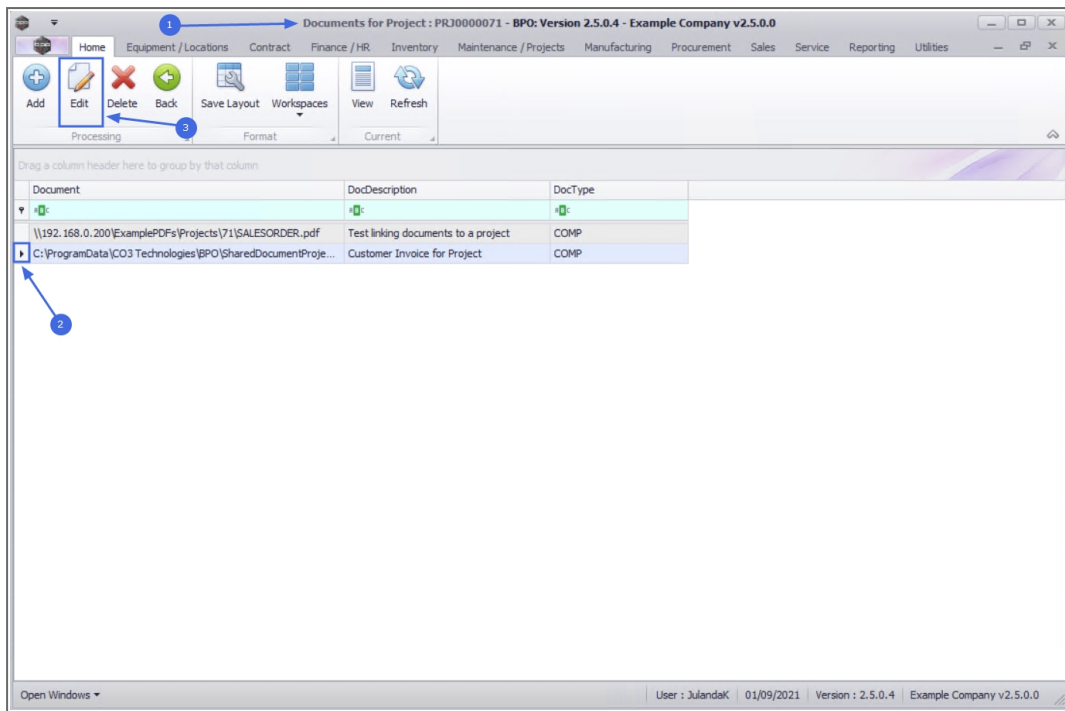 1
Documents for Project : PRJ0000071 - BPO: Version 2.5.0.4 - Example Company v2.5.0.0
Home Equipment / Locations Contract Finance / HR Inventory Maintenance / Projects Manufacturing Procurement Sales Service Reporting Utilities
Add Edit Delete Back Save Layout Workspaces View Refresh
3
Processing Format Current
Drag a column header here to group by that column
Document DocDescription DocType
\\192.168.0.200\ExamplePDFs\Projects\71\SALESORDER.pdf Test linking documents to a project COMP
C:\ProgramData\CO3 Technologies\BPO\SharedDocumentProje... Customer Invoice for Project COMP
2
Open Windows User : JulandaK 01/09/2021 Version : 2.5.0.4 Example Company v2.5.0.0